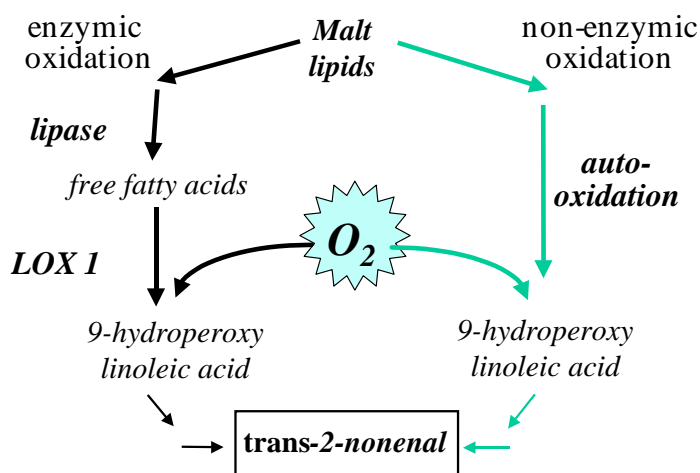 enzymic
oxidation
Malt
lipids
non-enzymic
oxidation
lipase
free fatty acids
auto-
oxidation
O2
LOX 1
9-hydroperoxy
linoleic acid
9-hydroperoxy
linoleic acid
trans-2-nonenal